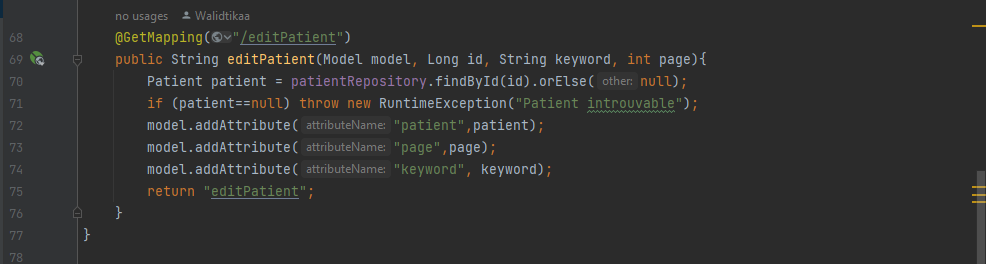 no usages Walidtikaa
68 @GetMapping("/editPatient")
69 public String editPatient(Model model, Long id, String keyword, int page){
70 Patient patient = patientRepository.findById(id).orElse( other: null);
71 if (patient==null) throw new RuntimeException("Patient introuvable");
72 model.addAttribute( attributeName: "patient",patient);
73 model.addAttribute( attributeName: "page",page);
74 model.addAttribute( attributeName: "keyword", keyword);
75 return "editPatient";
76 }
77 }
78